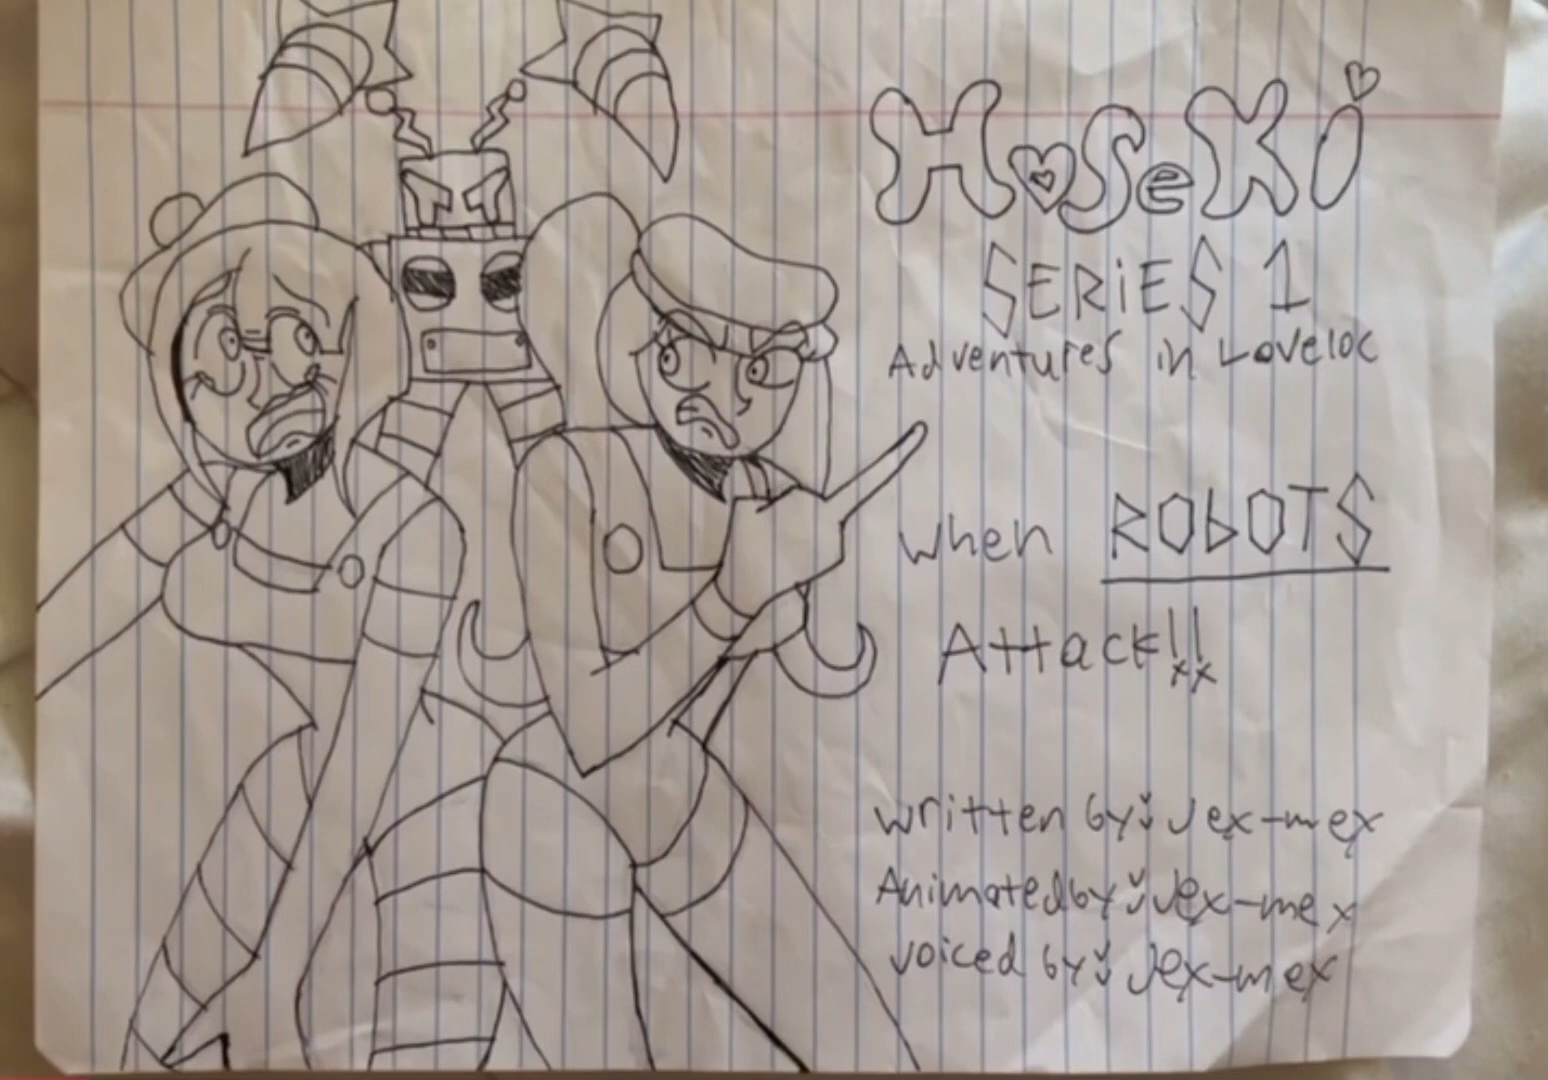 HoSeKi
SERiES 1
Adventures in Loveloc
When RObOTS
Attack!!
written by: Jex-mex
Animated by: Jex-mex
voiced by: Jex-mex